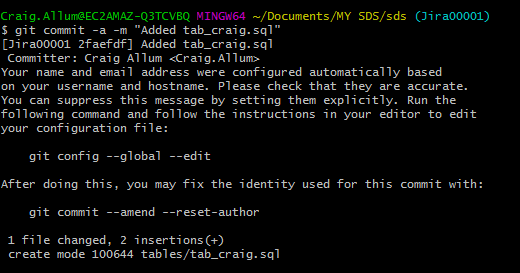 Craig.Allum@EC2AMAZ-Q3TCVBQ MINGW64 ~/Documents/MY SDS/sds (Jira00001)
$ git commit -a -m "Added tab_craig.sql"
[Jira00001 2faefdf] Added tab_craig.sql
 Committer: Craig Allum <Craig.Allum>
Your name and email address were configured automatically based
on your username and hostname. Please check that they are accurate.
You can suppress this message by setting them explicitly. Run the
following command and follow the instructions in your editor to edit
your configuration file:

    git config --global --edit

After doing this, you may fix the identity used for this commit with:

    git commit --amend --reset-author

 1 file changed, 2 insertions(+)
 create mode 100644 tables/tab_craig.sql